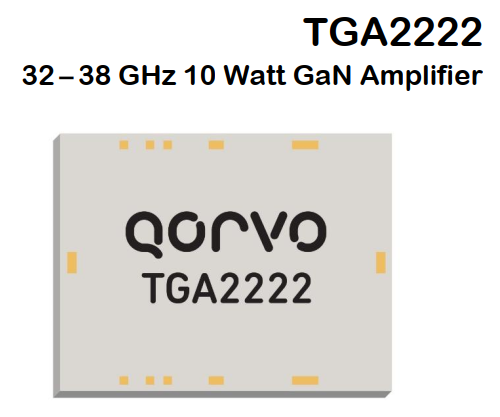 TGA2222
32 – 38 GHz 10 Watt GaN Amplifier
QORVO
TGA2222